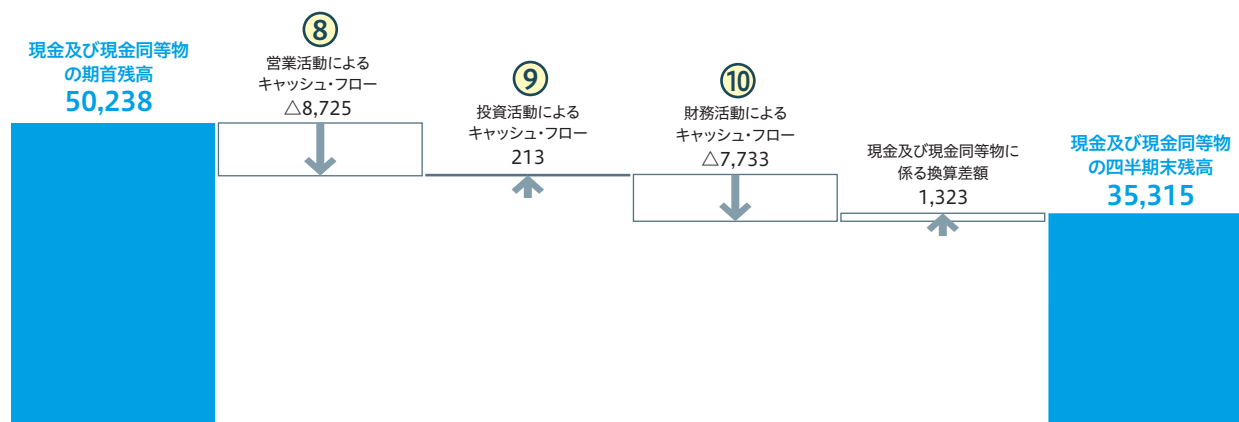 現金及び現金同等物
の期首残高
50,238
⑧
営業活動による
キャッシュ・フロー
△8,725
⑨
投資活動による
キャッシュ・フロー
213
⑩
財務活動による
キャッシュ・フロー
△7,733
現金及び現金同等物に
係る換算差額
1,323
現金及び現金同等物
の四半期末残高
35,315